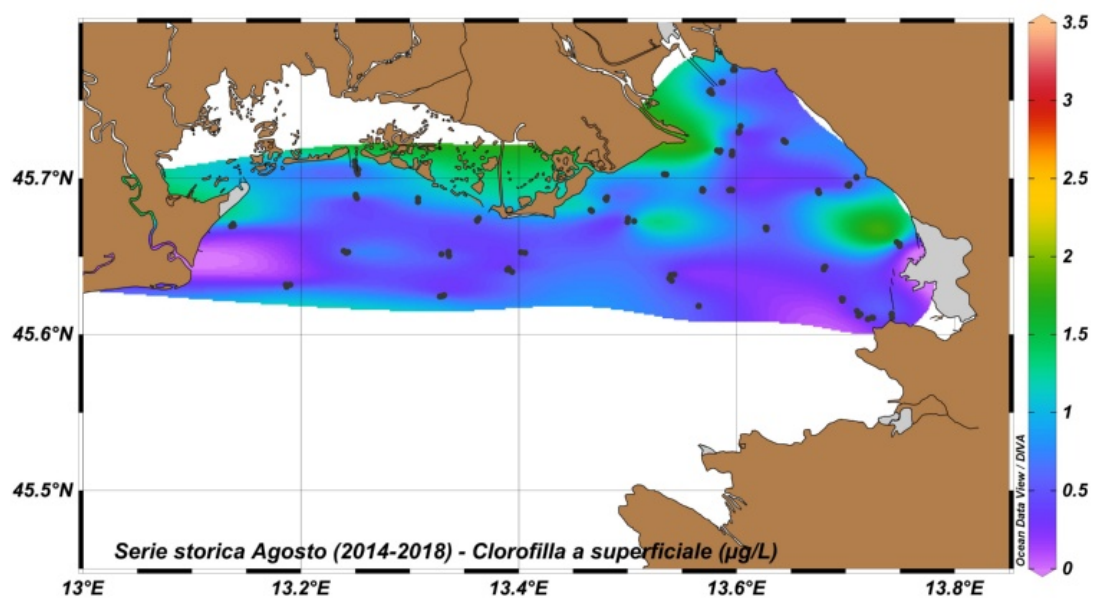 45.7°N
45.6°N
45.5°N
Serie storica Agosto (2014-2018) - Clorofilla a superficiale (µg/L)
13°E
13.2°E
13.4°E
13.6°E
13.8°E
Ocean Data View / DIVA
3.5
3
2.5
2
1.5
1
0.5
0